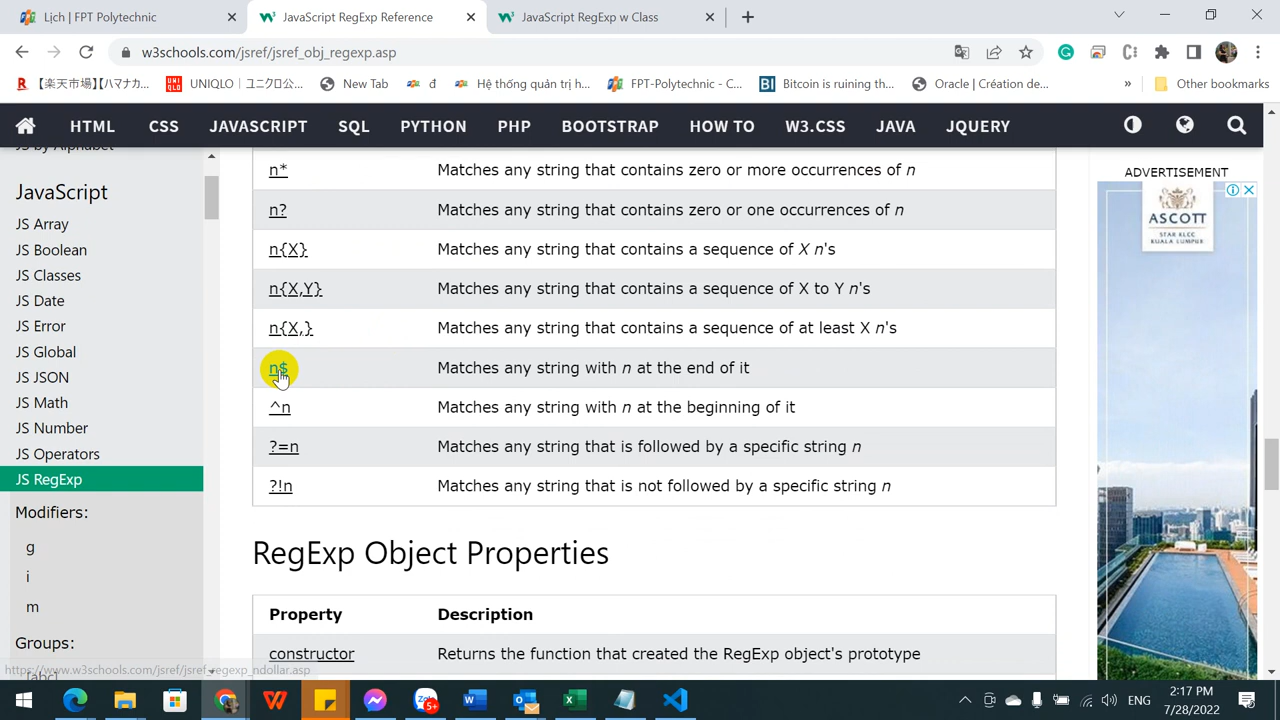 Lịch | FPT Polytechnic
JavaScript RegExp Reference
JavaScript RegExp w Class
w3schools.com/jsref/jsref_obj_regexp.asp
【楽天市場】【ハマナカ...
UNIQLO｜ユニクロ公...
New Tab
đ
Hệ thống quản trị h...
FPT-Polytechnic - C...
Bitcoin is ruining th...
Oracle | Création de...
»
Other bookmarks
HTML CSS JAVASCRIPT SQL PYTHON PHP BOOTSTRAP HOW TO W3.CSS JAVA JQUERY
JS by Alphabet
JavaScript
JS Array
JS Boolean
JS Classes
JS Date
JS Error
JS Global
JS JSON
JS Math
JS Number
JS Operators
JS RegExp
Modifiers:
g
i
m
Groups:
[abc]
n* Matches any string that contains zero or more occurrences of n
n? Matches any string that contains zero or one occurrences of n
n{X} Matches any string that contains a sequence of X n's
n{X,Y} Matches any string that contains a sequence of X to Y n's
n{X,} Matches any string that contains a sequence of at least X n's
n$ Matches any string with n at the end of it
^n Matches any string with n at the beginning of it
?=n Matches any string that is followed by a specific string n
?!n Matches any string that is not followed by a specific string n
RegExp Object Properties
Property Description
constructor Returns the function that created the RegExp object's prototype
ADVERTISEMENT
ASCOTT
STAR KLCC
KUALA LUMPUR
https://www.w3schools.com/jsref/jsref_regexp_ndollar.asp
5+
ENG
2:17 PM
7/28/2022